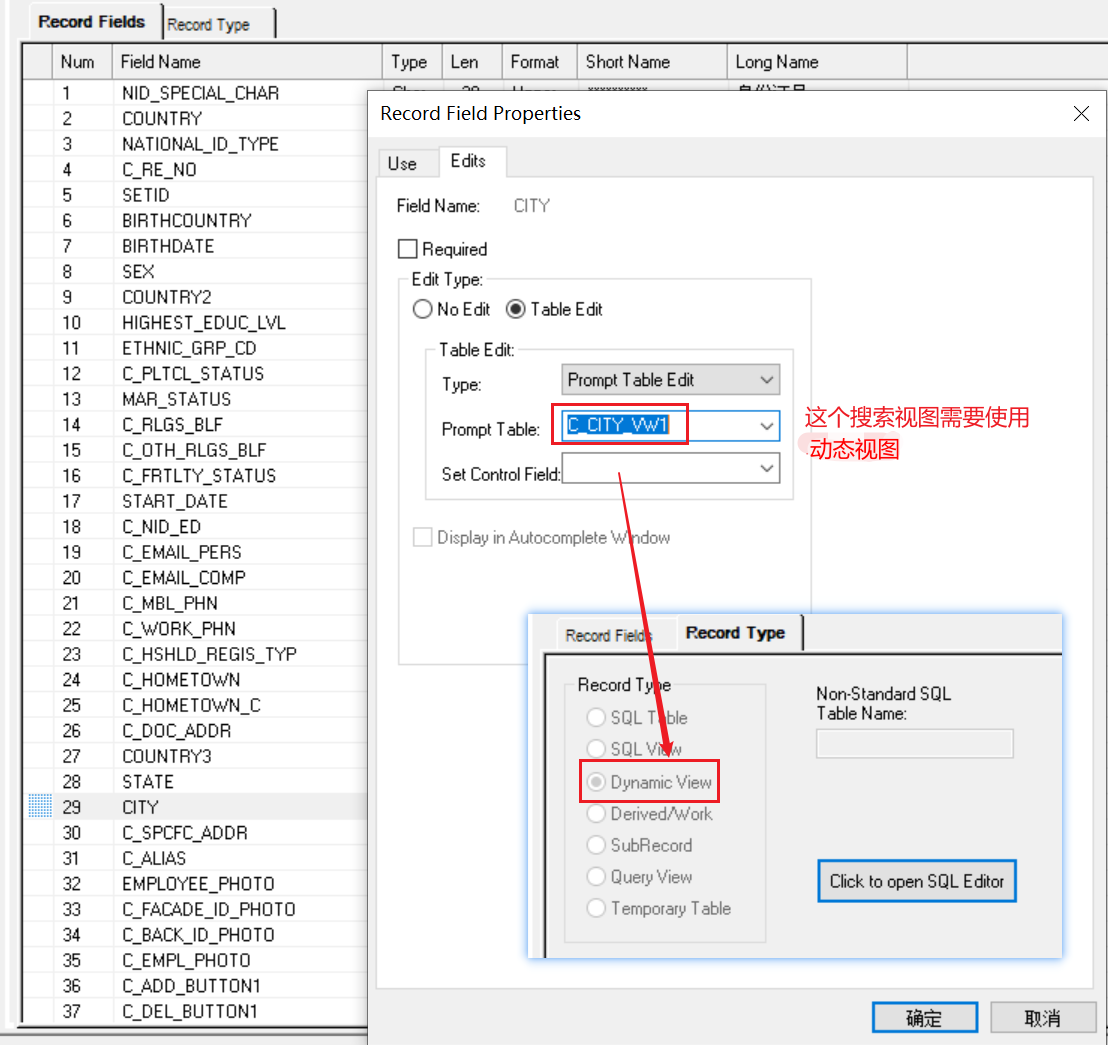 Record Fields
Record Type
Num Field Name Type Len Format Short Name Long Name
1 NID_SPECIAL_CHAR
2 COUNTRY
3 NATIONAL_ID_TYPE
4 C_RE_NO
5 SETID
6 BIRTHCOUNTRY
7 BIRTHDATE
8 SEX
9 COUNTRY2
10 HIGHEST_EDUC_LVL
11 ETHNIC_GRP_CD
12 C_PLTCL_STATUS
13 MAR_STATUS
14 C_RLGS_BLF
15 C_OTH_RLGS_BLF
16 C_FRTLTY_STATUS
17 START_DATE
18 C_NID_ED
19 C_EMAIL_PERS
20 C_EMAIL_COMP
21 C_MBL_PHN
22 C_WORK_PHN
23 C_HSHLD_REGIS_TYP
24 C_HOMETOWN
25 C_HOMETOWN_C
26 C_DOC_ADDR
27 COUNTRY3
28 STATE
29 CITY
30 C_SPCFC_ADDR
31 C_ALIAS
32 EMPLOYEE_PHOTO
33 C_FACADE_ID_PHOTO
34 C_BACK_ID_PHOTO
35 C_EMPL_PHOTO
36 C_ADD_BUTTON1
37 C_DEL_BUTTON1
Record Field Properties
Use
Edits
Field Name: CITY
Required
Edit Type:
No Edit Table Edit
Table Edit:
Type: Prompt Table Edit
Prompt Table: C_CITY_VW1
Set Control Field:
Display in Autocomplete Window
这个搜索视图需要使用
动态视图
Record Fields
Record Type
Record Type
SQL Table
SQL View
Dynamic View
Derived/Work
SubRecord
Query View
Temporary Table
Non-Standard SQL
Table Name:
Click to open SQL Editor
确定
取消